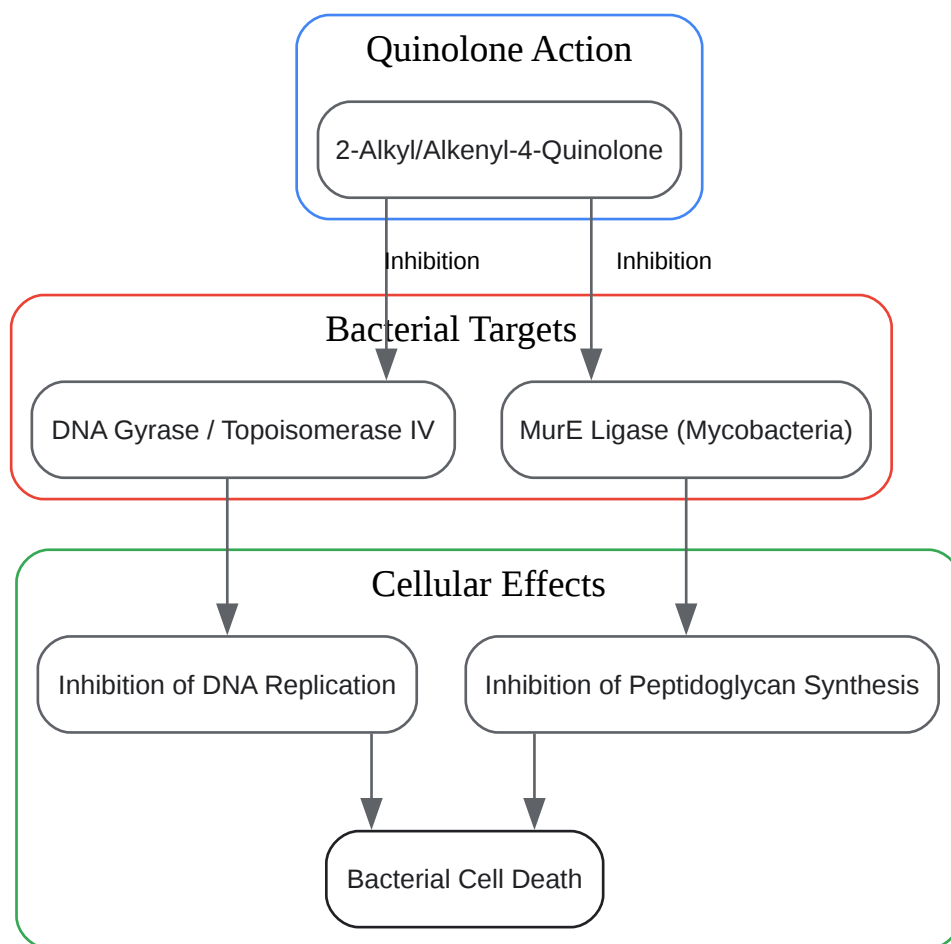 Quinolone Action
2-Alkyl/Alkenyl-4-Quinolone
Inhibition
Inhibition
Bacterial Targets
DNA Gyrase / Topoisomerase IV
MurE Ligase (Mycobacteria)
Cellular Effects
Inhibition of DNA Replication
Inhibition of Peptidoglycan Synthesis
Bacterial Cell Death